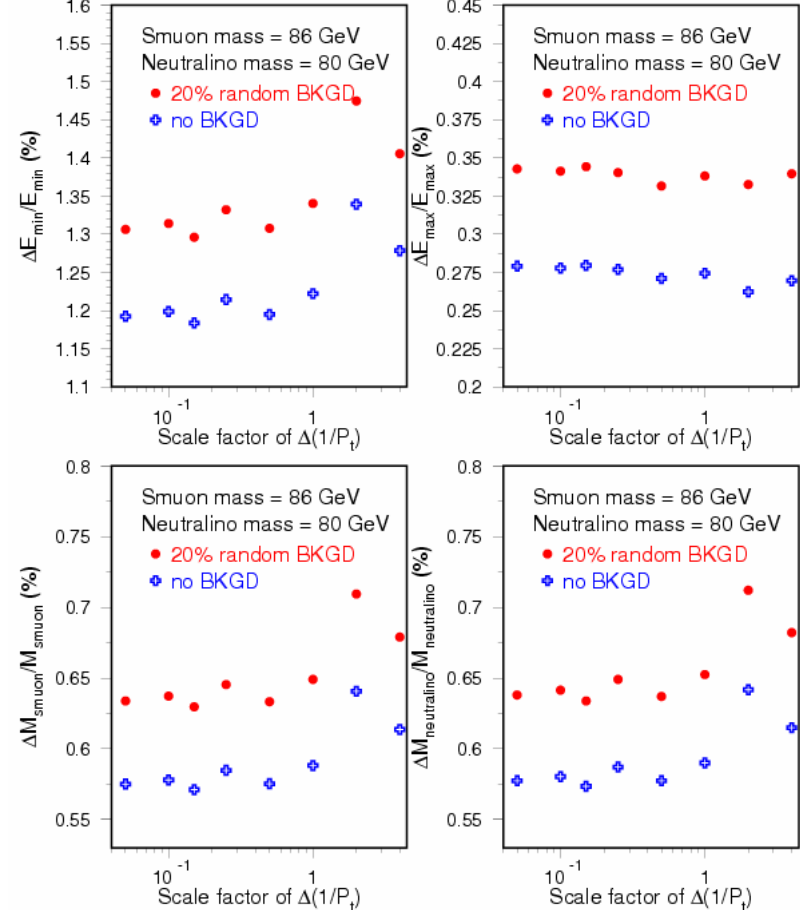 ΔE_min/E_min (%)
1.6
1.55
1.5
1.45
1.4
1.35
1.3
1.25
1.2
1.15
1.1
Smuon mass = 86 GeV
Neutralino mass = 80 GeV
20% random BKGD
no BKGD
10^-1
1
Scale factor of Δ(1/P_t)
ΔE_max/E_max (%)
0.45
0.425
0.4
0.375
0.35
0.325
0.3
0.275
0.25
0.225
0.2
Smuon mass = 86 GeV
Neutralino mass = 80 GeV
20% random BKGD
no BKGD
10^-1
1
Scale factor of Δ(1/P_t)
ΔM_smuon/M_smuon (%)
0.8
0.75
0.7
0.65
0.6
0.55
Smuon mass = 86 GeV
Neutralino mass = 80 GeV
20% random BKGD
no BKGD
10^-1
1
Scale factor of Δ(1/P_t)
ΔM_neutralino/M_neutralino (%)
0.8
0.75
0.7
0.65
0.6
0.55
Smuon mass = 86 GeV
Neutralino mass = 80 GeV
20% random BKGD
no BKGD
10^-1
1
Scale factor of Δ(1/P_t)